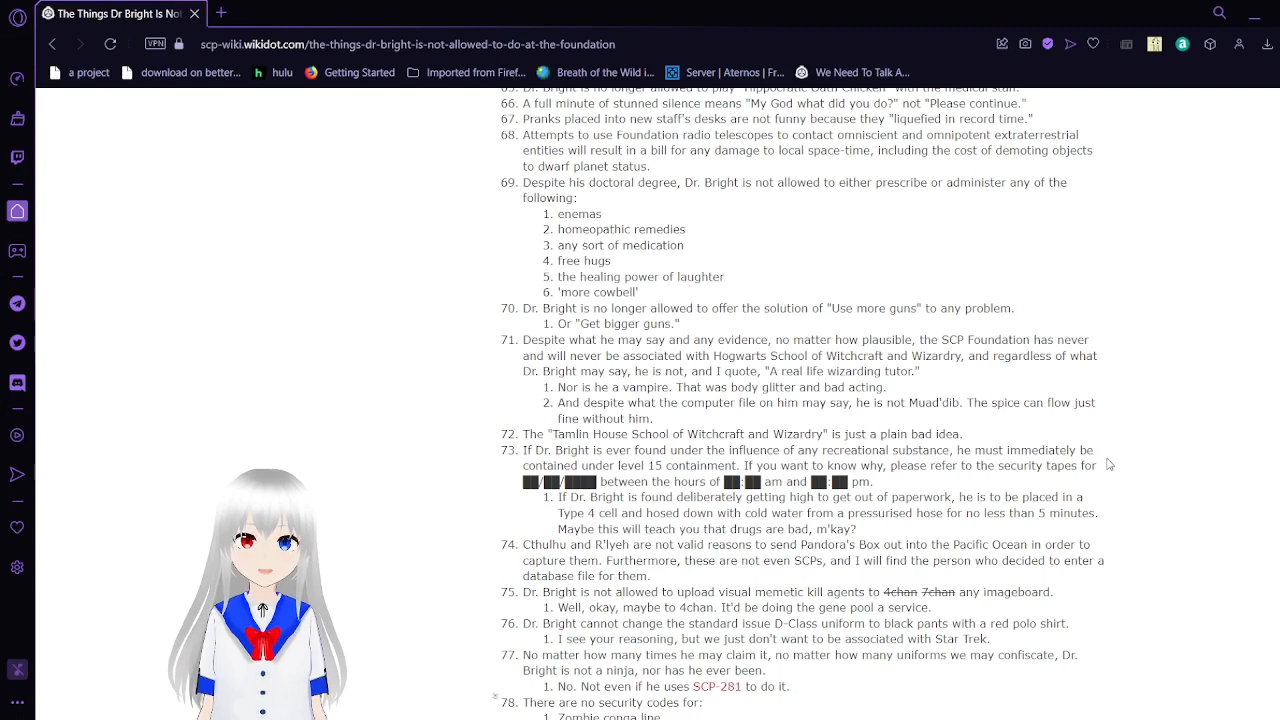 The Things Dr Bright Is Not
scp-wiki.wikidot.com/the-things-dr-bright-is-not-allowed-to-do-at-the-foundation
VPN
a project
download on better...
hulu
Getting Started
Imported from Firef...
Breath of the Wild i...
Server | Aternos | Fr...
We Need To Talk A...
65. Dr. Bright is no longer allowed to play "Hippocratic Oath Chicken" with the medical staff.
66. A full minute of stunned silence means "My God what did you do?" not "Please continue."
67. Pranks placed into new staff's desks are not funny because they "liquefied in record time."
68. Attempts to use Foundation radio telescopes to contact omniscient and omnipotent extraterrestrial
entities will result in a bill for any damage to local space-time, including the cost of demoting objects
to dwarf planet status.
69. Despite his doctoral degree, Dr. Bright is not allowed to either prescribe or administer any of the
following:
1. enemas
2. homeopathic remedies
3. any sort of medication
4. free hugs
5. the healing power of laughter
6. 'more cowbell'
70. Dr. Bright is no longer allowed to offer the solution of "Use more guns" to any problem.
1. Or "Get bigger guns."
71. Despite what he may say and any evidence, no matter how plausible, the SCP Foundation has never
and will never be associated with Hogwarts School of Witchcraft and Wizardry, and regardless of what
Dr. Bright may say, he is not, and I quote, "A real life wizarding tutor."
1. Nor is he a vampire. That was body glitter and bad acting.
2. And despite what the computer file on him may say, he is not Muad'dib. The spice can flow just
fine without him.
72. The "Tamlin House School of Witchcraft and Wizardry" is just a plain bad idea.
73. If Dr. Bright is ever found under the influence of any recreational substance, he must immediately be
contained under level 15 containment. If you want to know why, please refer to the security tapes for
██/██/████ between the hours of ██:██ am and ██:██ pm.
1. If Dr. Bright is found deliberately getting high to get out of paperwork, he is to be placed in a
Type 4 cell and hosed down with cold water from a pressurised hose for no less than 5 minutes.
Maybe this will teach you that drugs are bad, m'kay?
74. Cthulhu and R'lyeh are not valid reasons to send Pandora's Box out into the Pacific Ocean in order to
capture them. Furthermore, these are not even SCPs, and I will find the person who decided to enter a
database file for them.
75. Dr. Bright is not allowed to upload visual memetic kill agents to 4chan 7chan any imageboard.
1. Well, okay, maybe to 4chan. It'd be doing the gene pool a service.
76. Dr. Bright cannot change the standard issue D-Class uniform to black pants with a red polo shirt.
1. I see your reasoning, but we just don't want to be associated with Star Trek.
77. No matter how many times he may claim it, no matter how many uniforms we may confiscate, Dr.
Bright is not a ninja, nor has he ever been.
1. No. Not even if he uses SCP-281 to do it.
78. There are no security codes for:
1. Zombie conga line